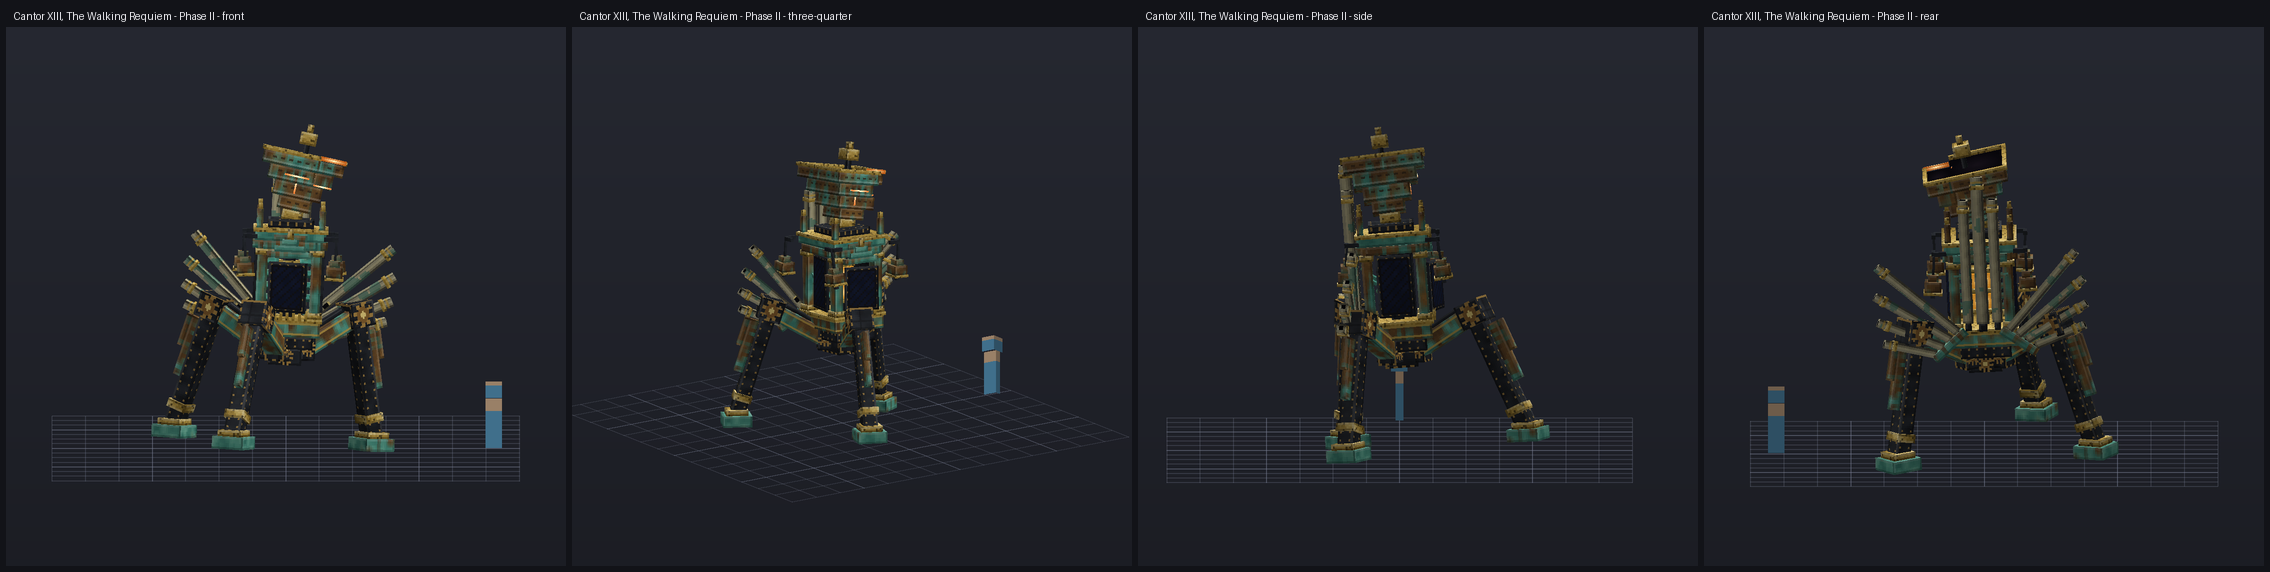 Cantor XIII, The Walking Requiem - Phase II - front
Cantor XIII, The Walking Requiem - Phase II - three-quarter
Cantor XIII, The Walking Requiem - Phase II - side
Cantor XIII, The Walking Requiem - Phase II - rear